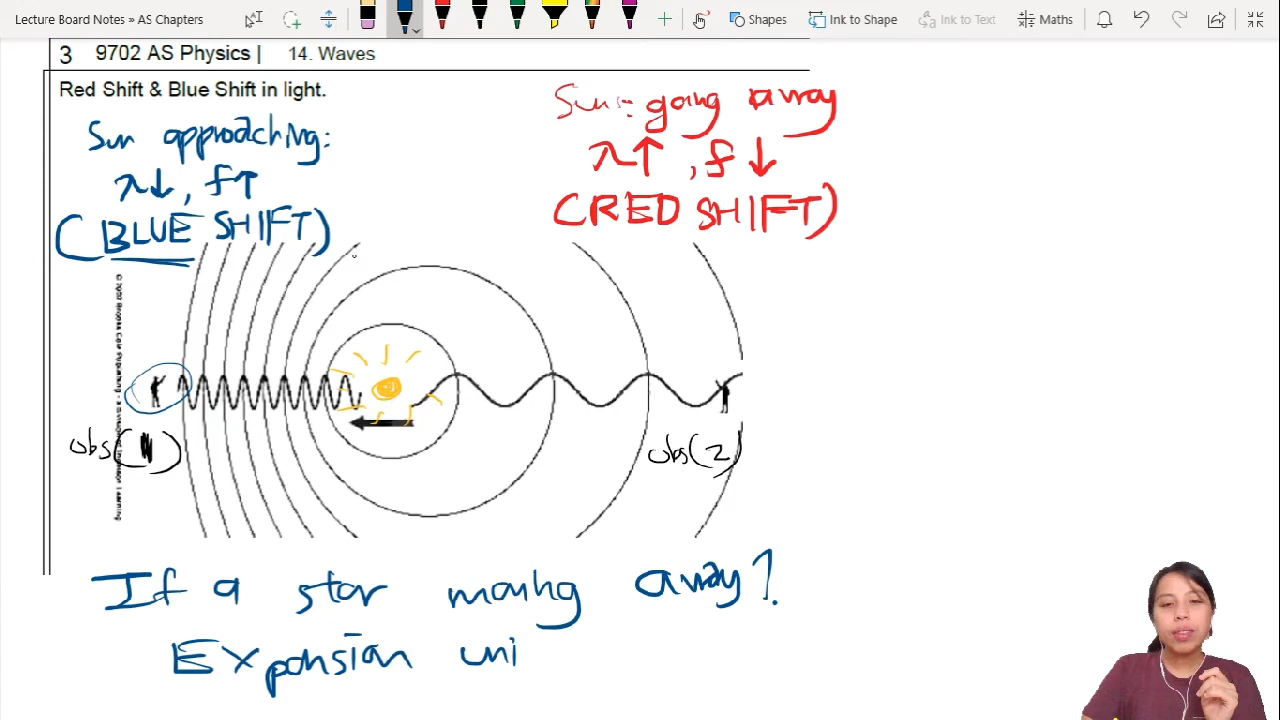 Lecture Board Notes » AS Chapters
Shapes
Ink to Shape
Ink to Text
Maths
3 9702 AS Physics | 14. Waves
Red Shift & Blue Shift in light.
Sun approaching:
λ↓, f↑
(BLUE SHIFT)
Sun: going away
λ↑, f↓
(RED SHIFT)
obs(1)
obs(2)
If a star moving away?
Expansion uni